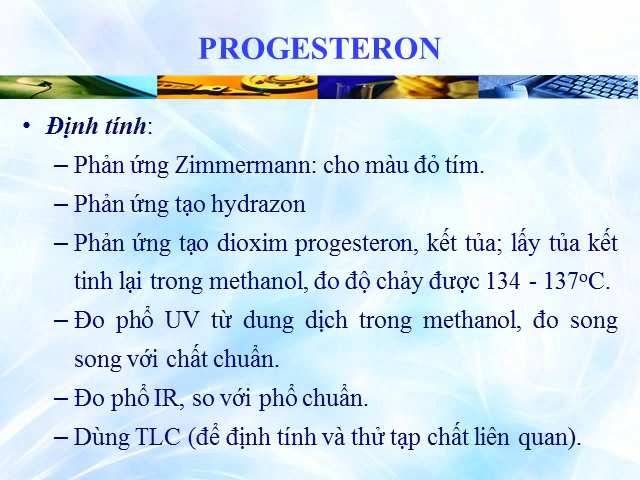 PROGESTERON
• Định tính:
– Phản ứng Zimmermann: cho màu đỏ tím.
– Phản ứng tạo hydrazon
– Phản ứng tạo dioxim progesteron, kết tủa; lấy tủa kết
tinh lại trong methanol, đo độ chảy được 134 - 137ºC.
– Đo phổ UV từ dung dịch trong methanol, đo song
song với chất chuẩn.
– Đo phổ IR, so với phổ chuẩn.
– Dùng TLC (để định tính và thử tạp chất liên quan).